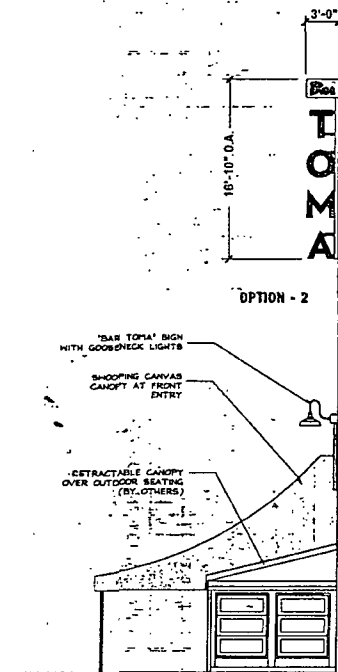 3'-0"
16'-10" O.A.
T
O
M
A
OPTION - 2
"BAR TOMA" SIGN
WITH GOOSENECK LIGHTS
SWOOPING CANVAS
CANOPY AT FRONT
ENTRY
RETRACTABLE CANOPY
OVER OUTDOOR SEATING
(BY OTHERS)